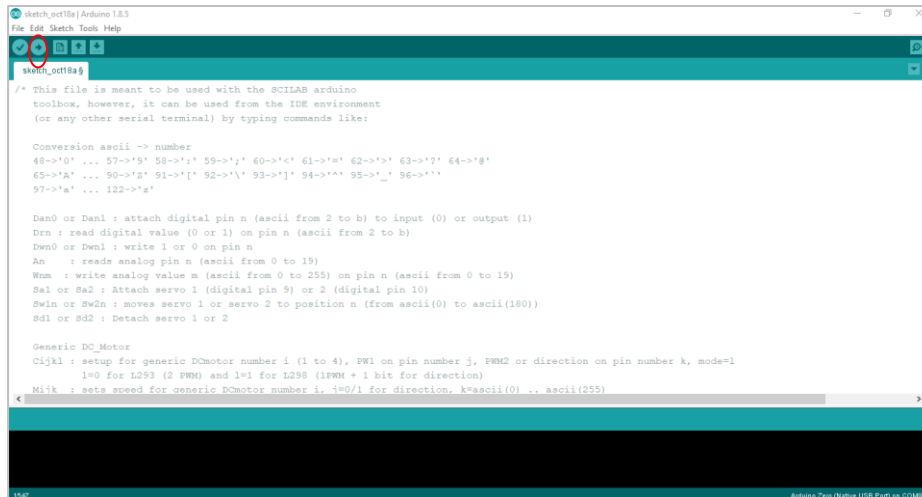 sketch_oct18a | Arduino 1.8.5
File Edit Sketch Tools Help
sketch_oct18a §
/* This file is meant to be used with the SCILAB arduino
toolbox, however, it can be used from the IDE environment
(or any other serial terminal) by typing commands like:
Conversion ascii -> number
48->'0' ... 57->'9' 58->':' 59->';' 60->'<' 61->'=' 62->'>' 63->'?' 64->'@'
65->'A' ... 90->'Z' 91->'[' 92->'\' 93->']' 94->'^' 95->'_' 96->'`'
97->'a' ... 122->'z'
Dan0 or Dan1 : attach digital pin n (ascii from 2 to b) to input (0) or output (1)
Drn : read digital value (0 or 1) on pin n (ascii from 2 to b)
Dwn0 or Dwn1 : write 1 or 0 on pin n
An : reads analog pin n (ascii from 0 to 19)
Wnm : write analog value m (ascii from 0 to 255) on pin n (ascii from 0 to 19)
Sa1 or Sa2 : Attach servo 1 (digital pin 9) or 2 (digital pin 10)
Sw1n or Sw2n : moves servo 1 or servo 2 to position n (from ascii(0) to ascii(180))
Sd1 or Sd2 : Detach servo 1 or 2
Generic DC_Motor
Cijkl : setup for generic DCmotor number i (1 to 4), PW1 on pin number j, PWM2 or direction on pin number k, mode=l
l=0 for L293 (2 PWM) and l=1 for L298 (1PWM + 1 bit for direction)
Mijk : sets speed for generic DCmotor number i, j=0/1 for direction, k=ascii(0) .. ascii(255)
1547
Arduino Zero (Native USB Port) on